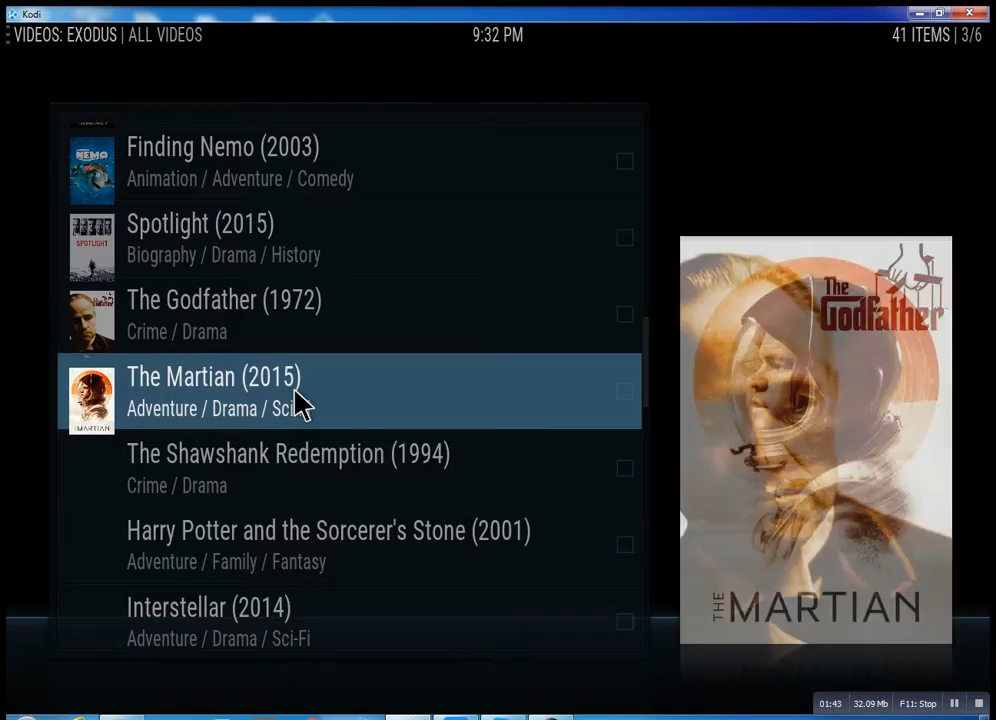 Kodi
VIDEOS: EXODUS | ALL VIDEOS
9:32 PM
41 ITEMS | 3/6
Finding Nemo (2003)
Animation / Adventure / Comedy
NEMO
Spotlight (2015)
Biography / Drama / History
SPOTLIGHT
The Godfather (1972)
Crime / Drama
The Martian (2015)
Adventure / Drama / Sci
MARTIAN
The Shawshank Redemption (1994)
Crime / Drama
Harry Potter and the Sorcerer's Stone (2001)
Adventure / Family / Fantasy
Interstellar (2014)
Adventure / Drama / Sci-Fi
The
Godfather
THE MARTIAN
01:43
32.09 Mb
F11: Stop